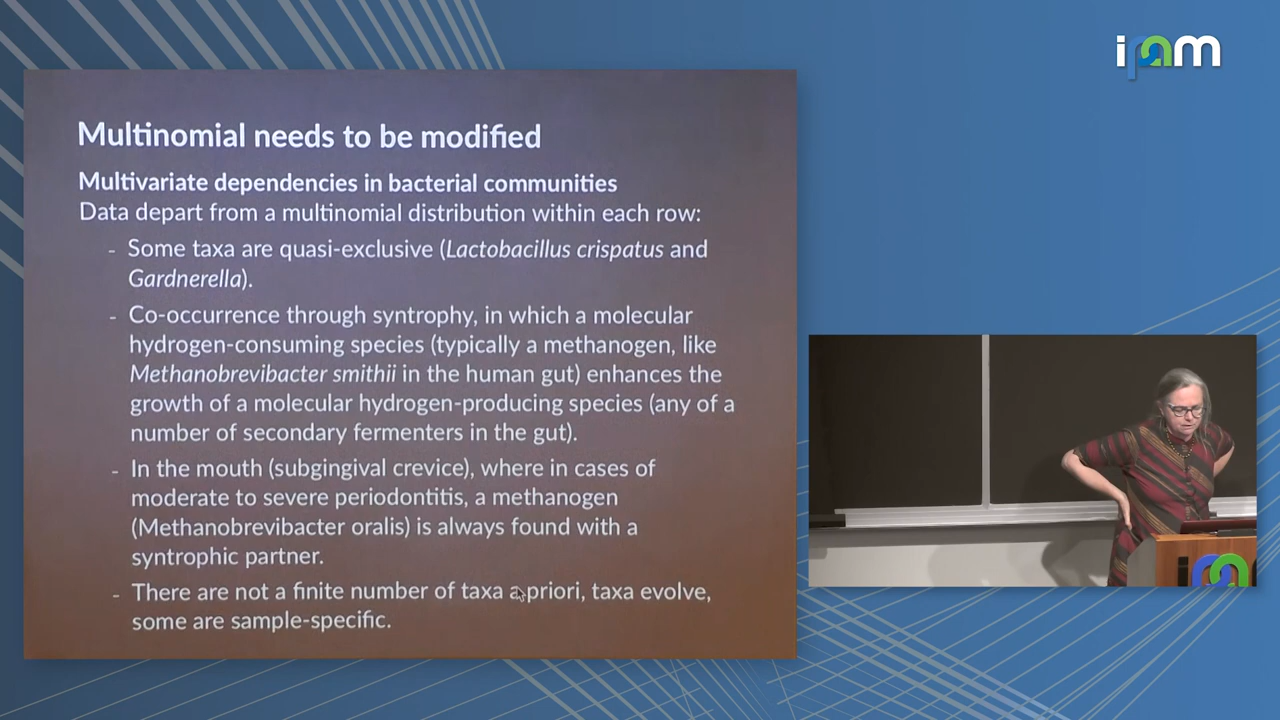 ipam
Multinomial needs to be modified
Multivariate dependencies in bacterial communities
Data depart from a multinomial distribution within each row:
- Some taxa are quasi-exclusive (Lactobacillus crispatus and
Gardnerella).
- Co-occurrence through syntrophy, in which a molecular
hydrogen-consuming species (typically a methanogen, like
Methanobrevibacter smithii in the human gut) enhances the
growth of a molecular hydrogen-producing species (any of a
number of secondary fermenters in the gut).
- In the mouth (subgingival crevice), where in cases of
moderate to severe periodontitis, a methanogen
(Methanobrevibacter oralis) is always found with a
syntrophic partner.
- There are not a finite number of taxa a priori, taxa evolve,
some are sample-specific.